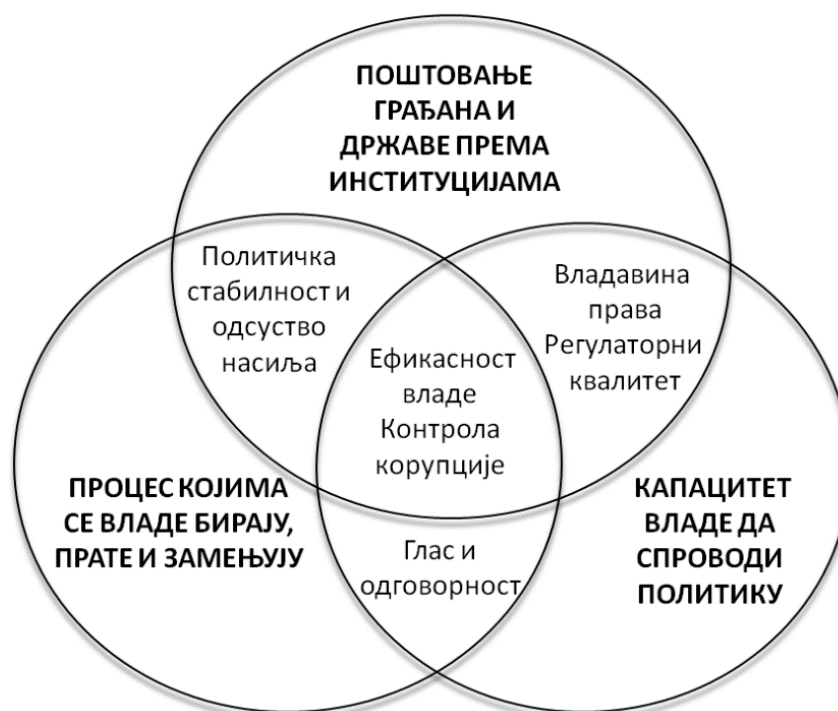 ПОШТОВАЊЕ
ГРАЂАНА И
ДРЖАВЕ ПРЕМА
ИНСТИТУЦИЈАМА
Политичка
стабилност и
одсуство
насиља
Владавина
права
Регулаторни
квалитет
Ефикасност
владе
Контрола
корупције
ПРОЦЕС КОЈИМА
СЕ ВЛАДЕ БИРАЈУ,
ПРАТЕ И ЗАМЕЊУЈУ
Глас и
одговорност
КАПАЦИТЕТ
ВЛАДЕ ДА
СПРОВОДИ
ПОЛИТИКУ